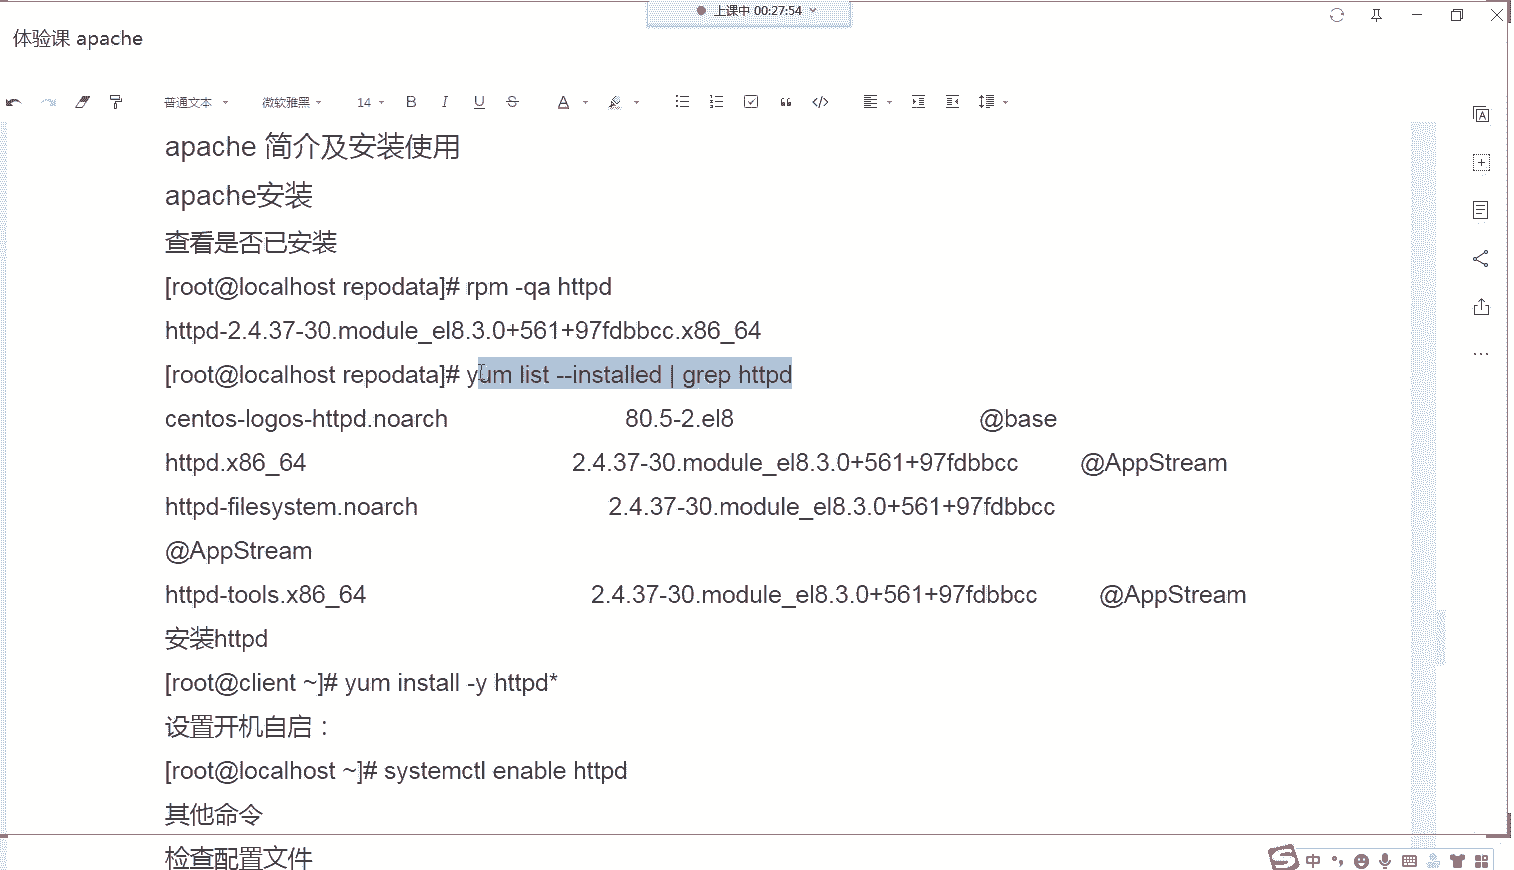 上课中 00:27:54
体验课 apache
普通文本 微软雅黑 14 B I U S A
apache 简介及安装使用
apache安装
查看是否已安装
[root@localhost repodata]# rpm -qa httpd
httpd-2.4.37-30.module_el8.3.0+561+97fdbbcc.x86_64
[root@localhost repodata]# yum list --installed | grep httpd
centos-logos-httpd.noarch 80.5-2.el8 @base
httpd.x86_64 2.4.37-30.module_el8.3.0+561+97fdbbcc @AppStream
httpd-filesystem.noarch 2.4.37-30.module_el8.3.0+561+97fdbbcc
@AppStream
httpd-tools.x86_64 2.4.37-30.module_el8.3.0+561+97fdbbcc @AppStream
安装httpd
[root@client ~]# yum install -y httpd*
设置开机自启：
[root@localhost ~]# systemctl enable httpd
其他命令
检查配置文件
中